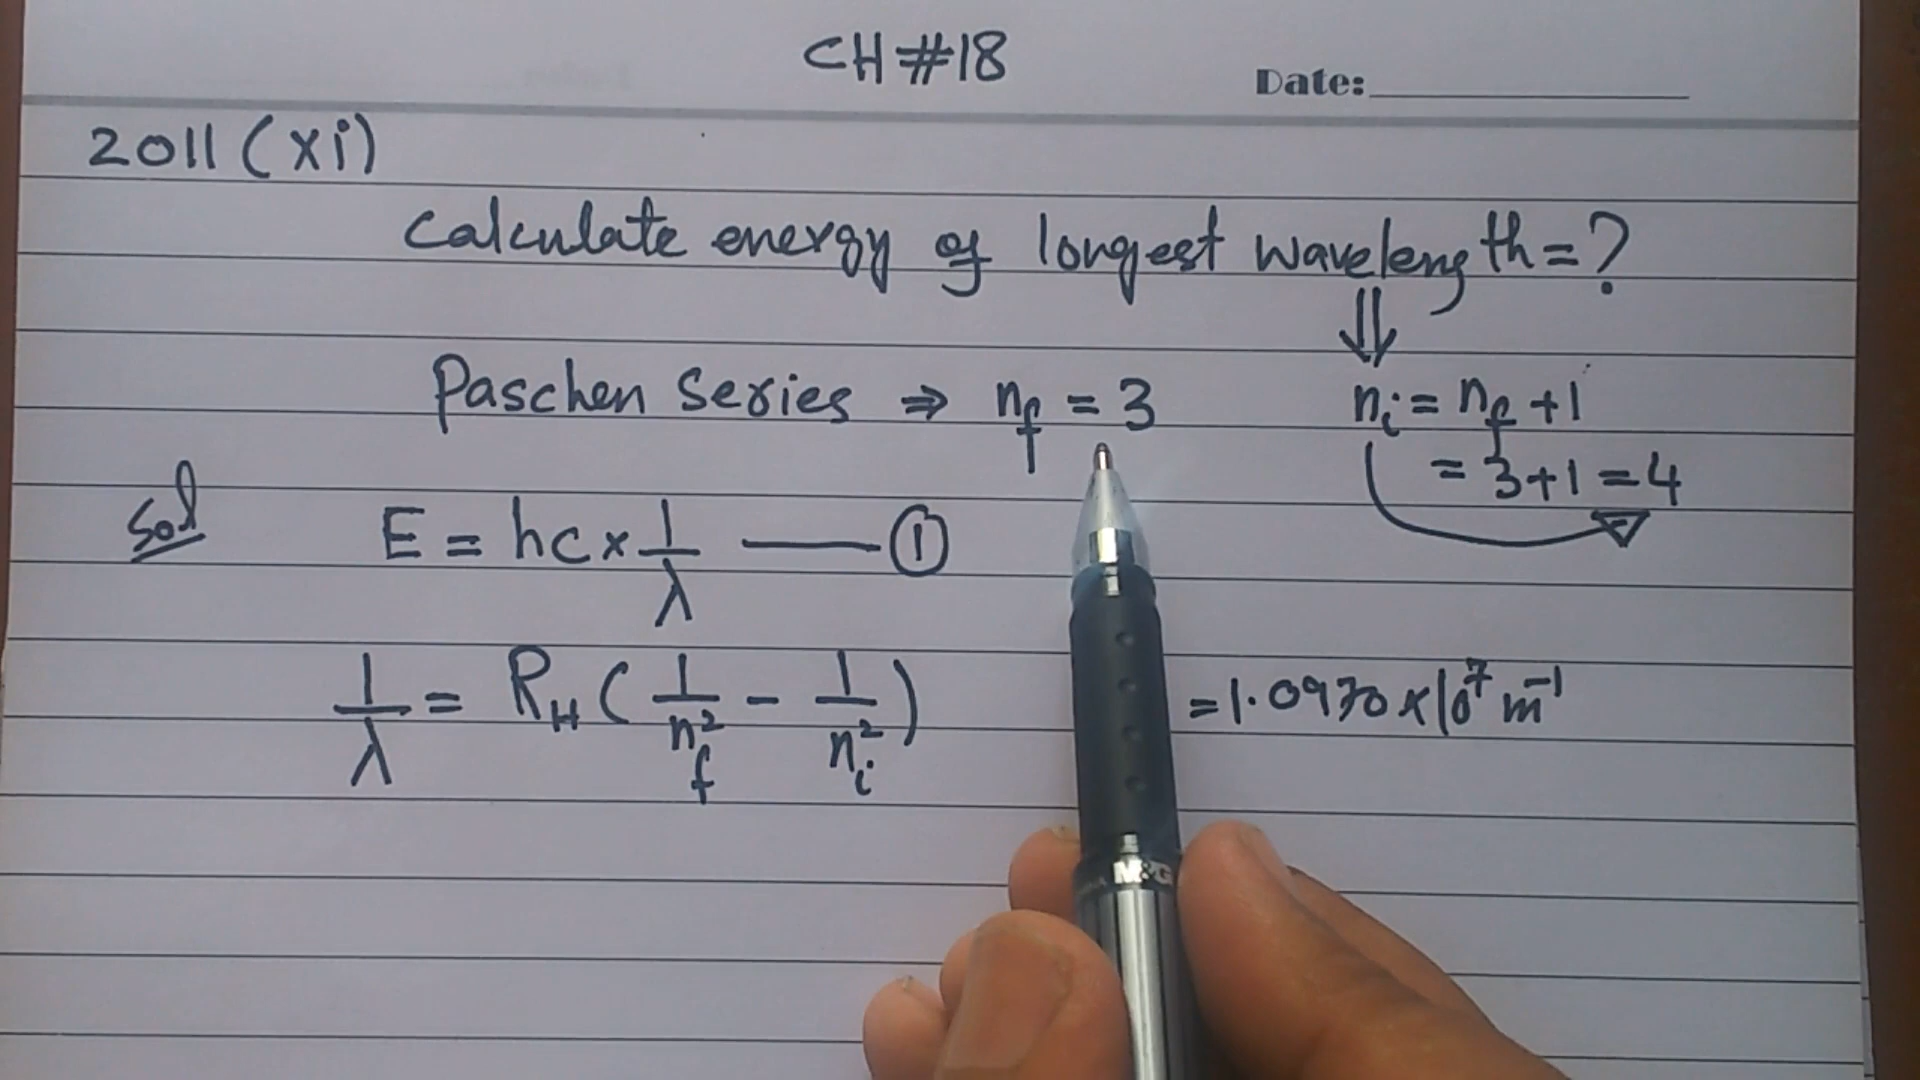 CH#18
Date:
2011 (xi)
Calculate energy of longest wavelength=?
⇓
Paschen Series ⇒ nf = 3
ni = nf +1
= 3+1 = 4
Sol
E = hc × 1/λ —— ①
1/λ = RH ( 1/nf² - 1/ni² )
= 1.0970 × 10⁷ m⁻¹
M&G